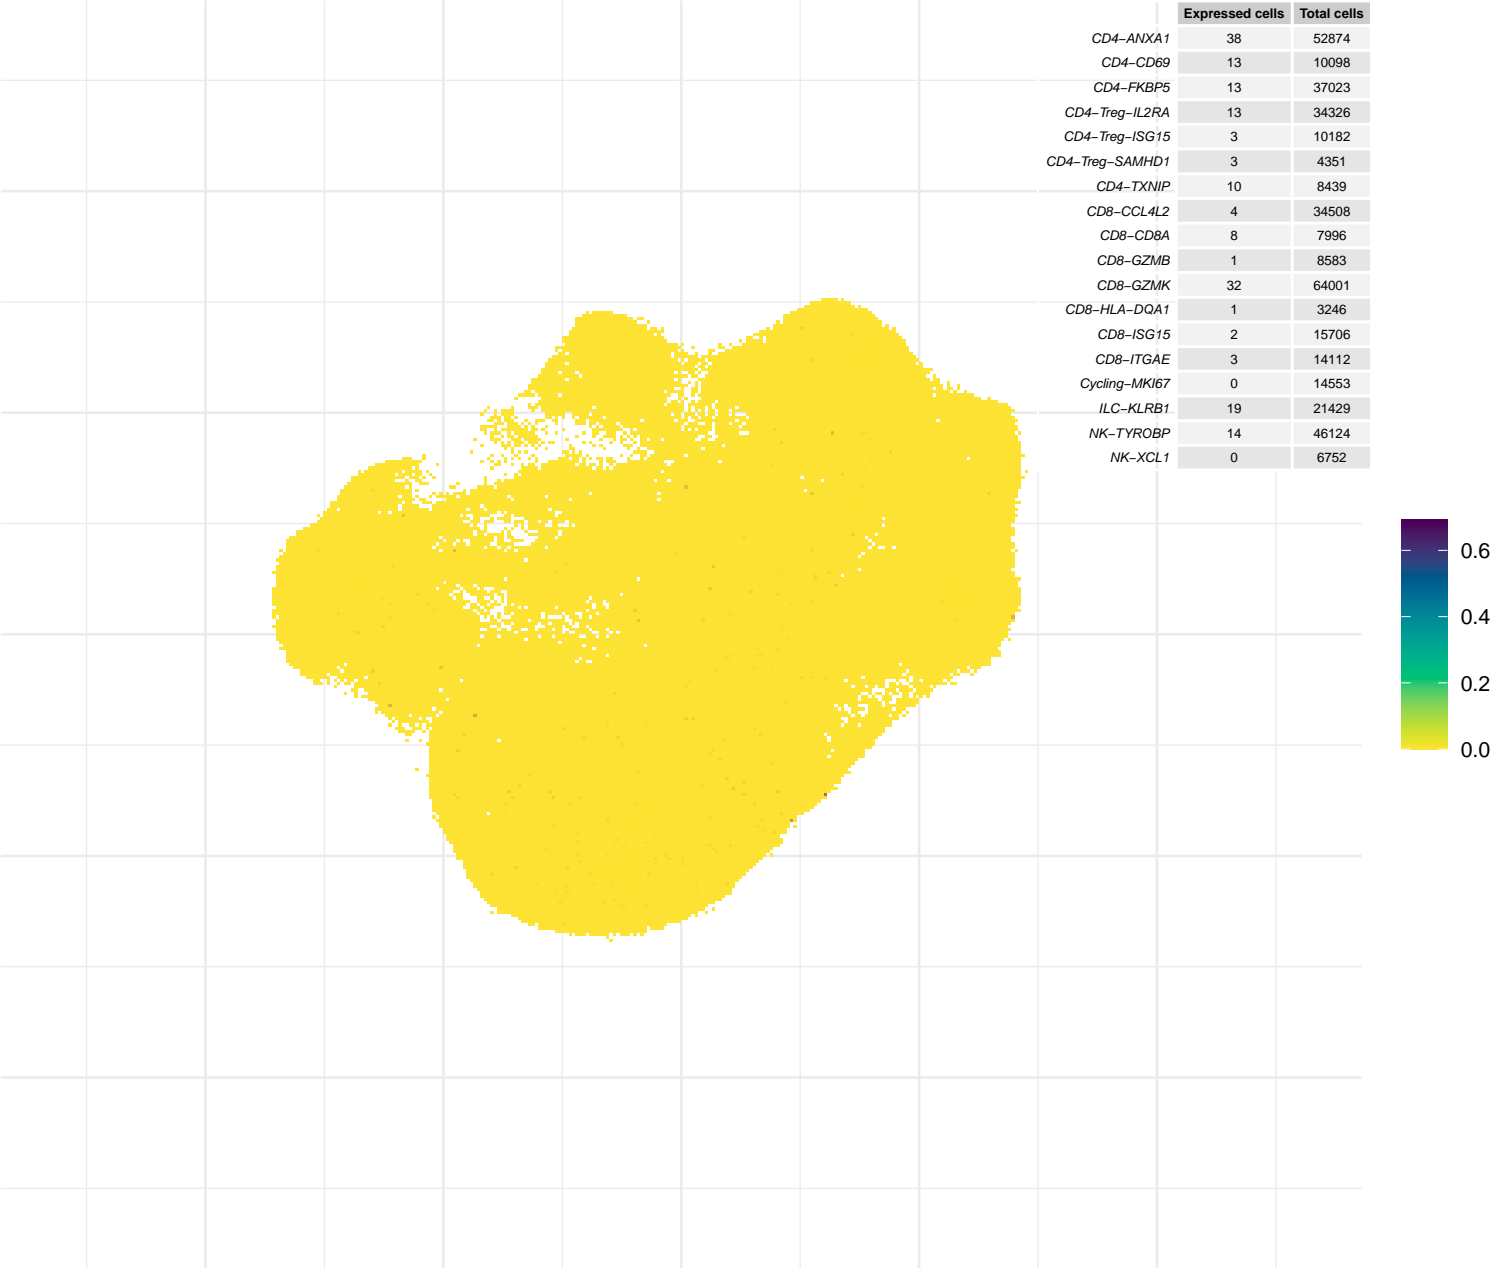 Expressed cells Total cells
CD4−ANXA1 38 52874
CD4−CD69 13 10098
CD4−FKBP5 13 37023
CD4−Treg−IL2RA 13 34326
CD4−Treg−ISG15 3 10182
CD4−Treg−SAMHD1 3 4351
CD4−TXNIP 10 8439
CD8−CCL4L2 4 34508
CD8−CD8A 8 7996
CD8−GZMB 1 8583
CD8−GZMK 32 64001
CD8−HLA−DQA1 1 3246
CD8−ISG15 2 15706
CD8−ITGAE 3 14112
Cycling−MKI67 0 14553
ILC−KLRB1 19 21429
NK−TYROBP 14 46124
NK−XCL1 0 6752
0.6
0.4
0.2
0.0